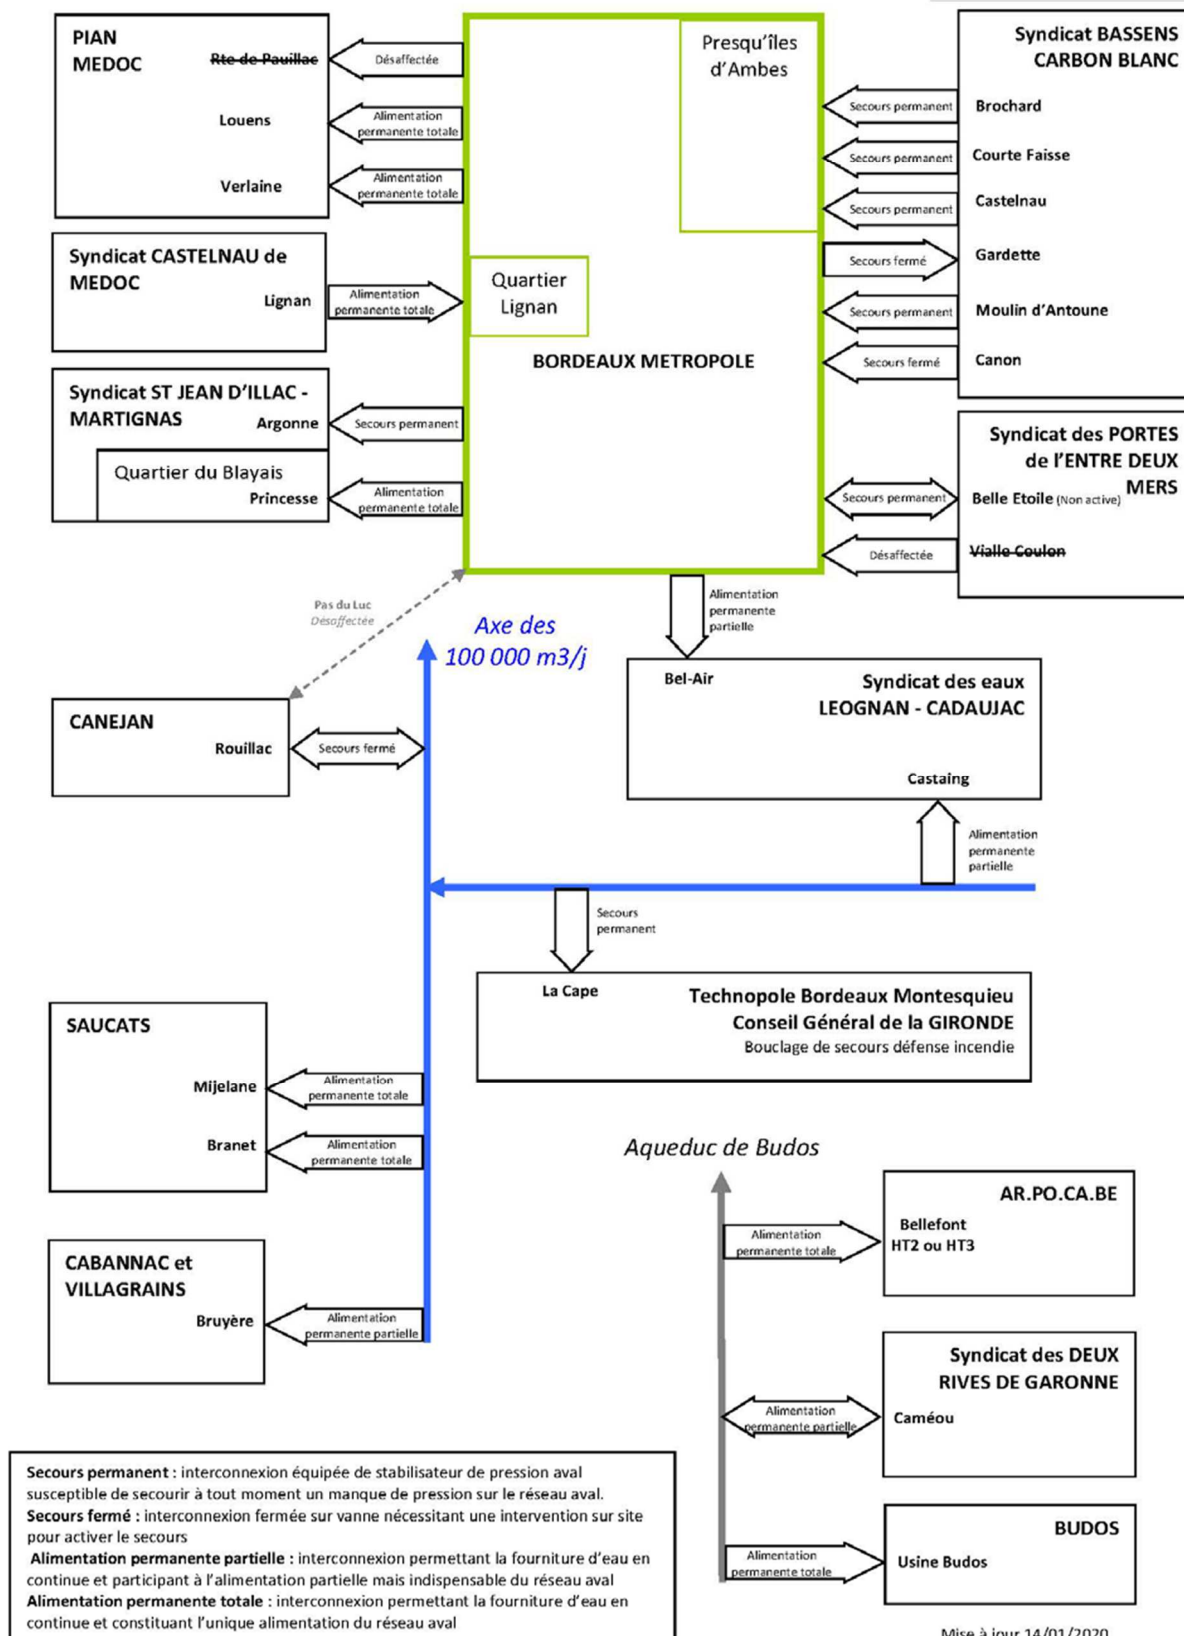 PIAN
MEDOC
Rte de Pauillac
Désaffectée
Louens
Alimentation
permanente totale
Verlaine
Alimentation
permanente totale
Syndicat CASTELNAU de
MEDOC
Lignan
Alimentation
permanente totale
Syndicat ST JEAN D'ILLAC -
MARTIGNAS
Argonne
Secours permanent
Quartier du Blayais
Princesse
Alimentation
permanente totale
Presqu'îles
d'Ambes
Quartier
Lignan
BORDEAUX METROPOLE
Syndicat BASSENS
CARBON BLANC
Secours permanent
Brochard
Secours permanent
Courte Faisse
Secours permanent
Castelnau
Secours fermé
Gardette
Secours permanent
Moulin d'Antoune
Secours fermé
Canon
Syndicat des PORTES
de l'ENTRE DEUX
MERS
Secours permanent
Belle Etoile (Non active)
Désaffectée
Vialle Coulon
Pas du Luc
Désaffectée
Axe des
100 000 m3/j
Alimentation
permanente
partielle
Bel-Air
Syndicat des eaux
LEOGNAN - CADAUJAC
Castaing
Alimentation
permanente
partielle
CANEJAN
Rouillac
Secours fermé
Secours
permanent
La Cape
Technopole Bordeaux Montesquieu
Conseil Général de la GIRONDE
Bouclage de secours défense incendie
SAUCATS
Mijelane
Alimentation
permanente totale
Branet
Alimentation
permanente totale
CABANNAC et
VILLAGRAINS
Bruyère
Alimentation
permanente partielle
Aqueduc de Budos
AR.PO.CA.BE
Alimentation
permanente totale
Bellefont
HT2 ou HT3
Syndicat des DEUX
RIVES DE GARONNE
Alimentation
permanente partielle
Caméou
BUDOS
Alimentation
permanente totale
Usine Budos
Secours permanent : interconnexion équipée de stabilisateur de pression aval
susceptible de secourir à tout moment un manque de pression sur le réseau aval.
Secours fermé : interconnexion fermée sur vanne nécessitant une intervention sur site
pour activer le secours
Alimentation permanente partielle : interconnexion permettant la fourniture d'eau en
continue et participant à l'alimentation partielle mais indispensable du réseau aval
Alimentation permanente totale : interconnexion permettant la fourniture d'eau en
continue et constituant l'unique alimentation du réseau aval
Mise à jour 14/01/2020